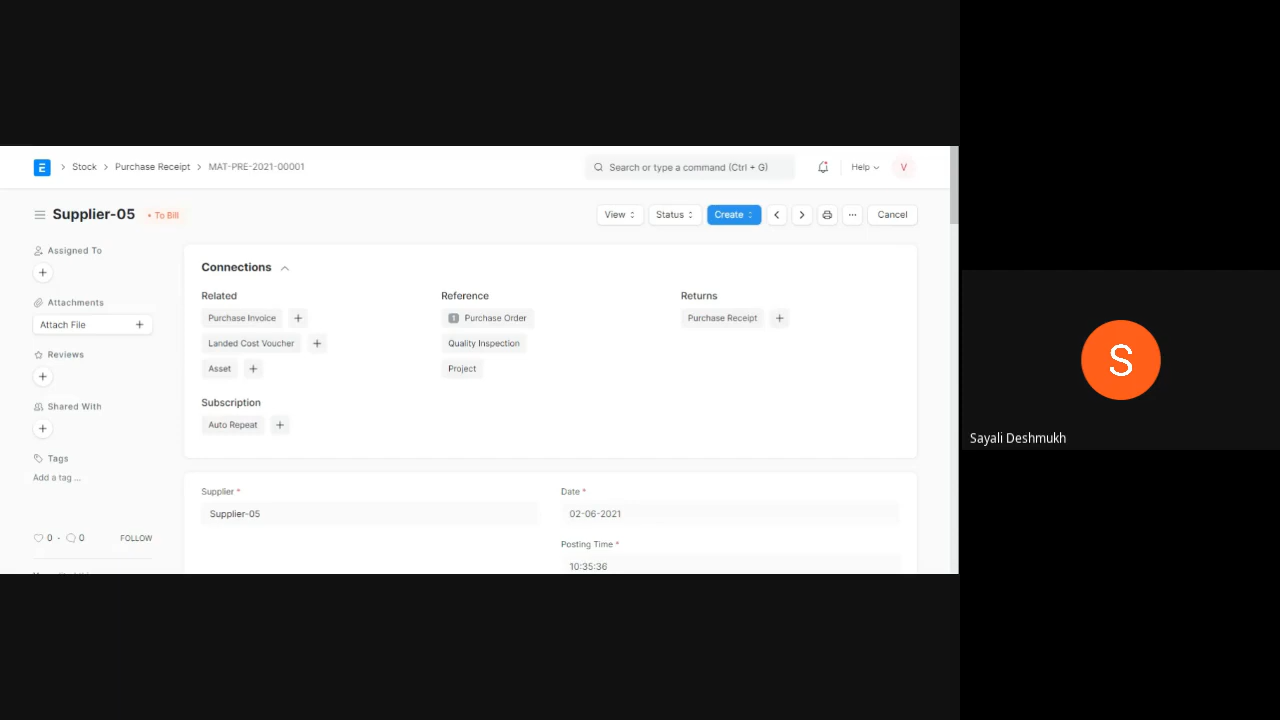 Stock > Purchase Receipt > MAT-PRE-2021-00001
Search or type a command (Ctrl + G)
Help
V
Supplier-05
• To Bill
View
Status
Create
...
Cancel
Assigned To
Attachments
Attach File
Reviews
Shared With
Tags
Add a tag ...
0 · 0
FOLLOW
Connections
Related
Purchase Invoice
Landed Cost Voucher
Asset
Reference
1 Purchase Order
Quality Inspection
Project
Returns
Purchase Receipt
Subscription
Auto Repeat
Supplier *
Supplier-05
Date *
02-06-2021
Posting Time *
10:35:36
S
Sayali Deshmukh